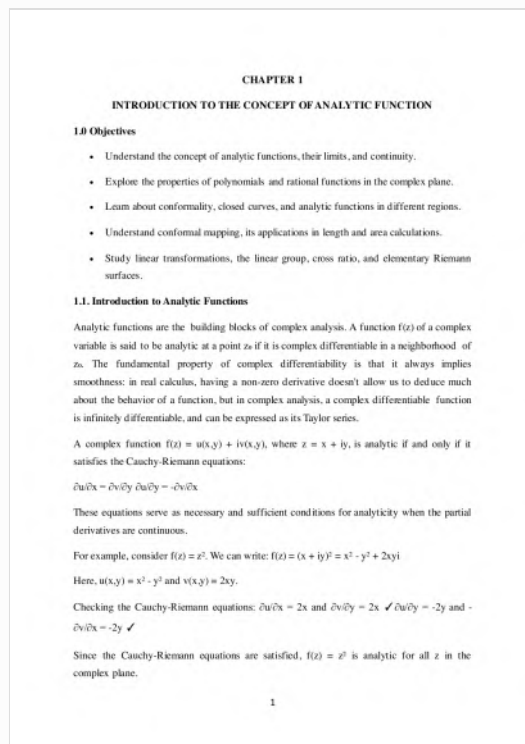 CHAPTER 1
INTRODUCTION TO THE CONCEPT OF ANALYTIC FUNCTION
1.0 Objectives
• Understand the concept of analytic functions, their limits, and continuity.
• Explore the properties of polynomials and rational functions in the complex plane.
• Learn about conformality, closed curves, and analytic functions in different regions.
• Understand conformal mapping, its applications in length and area calculations.
• Study linear transformations, the linear group, cross ratio, and elementary Riemann
surfaces.
1.1. Introduction to Analytic Functions
Analytic functions are the building blocks of complex analysis. A function f(z) of a complex
variable is said to be analytic at a point z₀ if it is complex differentiable in a neighborhood of
z₀. The fundamental property of complex differentiability is that it always implies
smoothness: in real calculus, having a non-zero derivative doesn't allow us to deduce much
about the behavior of a function, but in complex analysis, a complex differentiable function
is infinitely differentiable, and can be expressed as its Taylor series.
A complex function f(z) = u(x,y) + iv(x,y), where z = x + iy, is analytic if and only if it
satisfies the Cauchy-Riemann equations:
∂u/∂x = ∂v/∂y ∂u/∂y = -∂v/∂x
These equations serve as necessary and sufficient conditions for analyticity when the partial
derivatives are continuous.
For example, consider f(z) = z². We can write: f(z) = (x + iy)² = x² - y² + 2xyi
Here, u(x,y) = x² - y² and v(x,y) = 2xy.
Checking the Cauchy-Riemann equations: ∂u/∂x = 2x and ∂v/∂y = 2x ✓ ∂u/∂y = -2y and -
∂v/∂x = -2y ✓
Since the Cauchy-Riemann equations are satisfied, f(z) = z² is analytic for all z in the
complex plane.
1